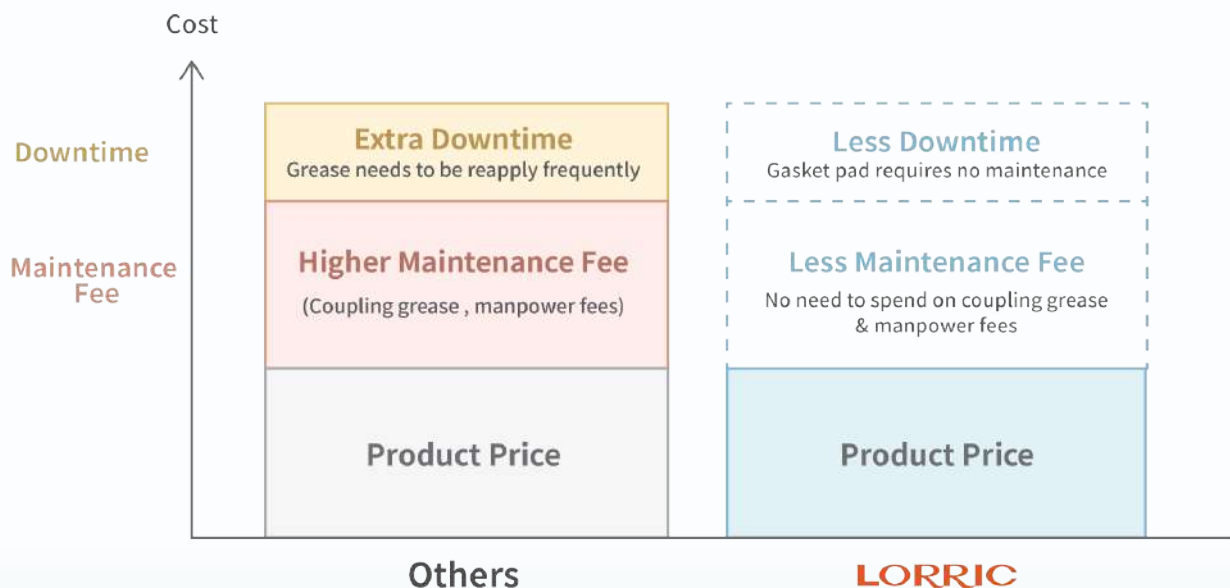 Cost
Downtime
Extra Downtime
Grease needs to be reapply frequently
Less Downtime
Gasket pad requires no maintenance
Maintenance
Fee
Higher Maintenance Fee
(Coupling grease , manpower fees)
Less Maintenance Fee
No need to spend on coupling grease
& manpower fees
Product Price
Product Price
Others
LORRIC